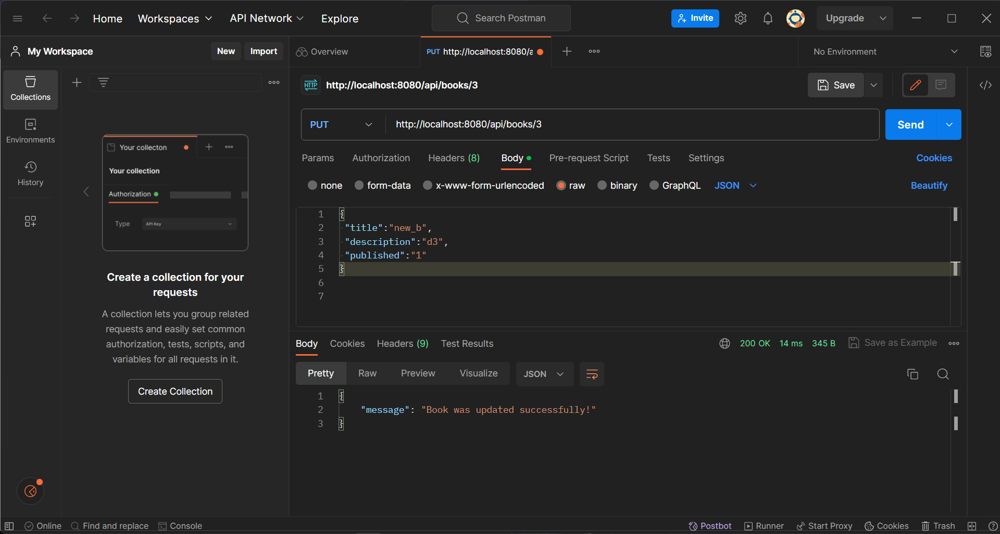 Home Workspaces API Network Explore Search Postman Invite Upgrade
My Workspace New Import Overview PUT http://localhost:8080/a No Environment
Collections
Environments
History
Your collecton
Your collection
Authorization
Type API Key
Create a collection for your
requests
A collection lets you group related
requests and easily set common
authorization, tests, scripts, and
variables for all requests in it.
Create Collection
HTTP http://localhost:8080/api/books/3 Save
PUT http://localhost:8080/api/books/3 Send
Params Authorization Headers (8) Body Pre-request Script Tests Settings Cookies
none form-data x-www-form-urlencoded raw binary GraphQL JSON Beautify
1 {
2 "title":"new_b",
3 "description":"d3",
4 "published":"1"
5 }
6
7
Body Cookies Headers (9) Test Results 200 OK 14 ms 345 B Save as Example
Pretty Raw Preview Visualize JSON
1 {
2 "message": "Book was updated successfully!"
3 }
Online Find and replace Console Postbot Runner Start Proxy Cookies Trash